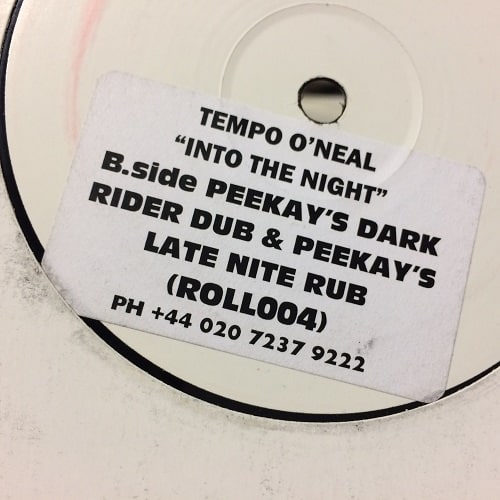 TEMPO O'NEAL
“INTO THE NIGHT”
B.side PEEKAY'S DARK
RIDER DUB & PEEKAY'S
LATE NITE RUB
(ROLL004)
PH +44 020 7237 9222